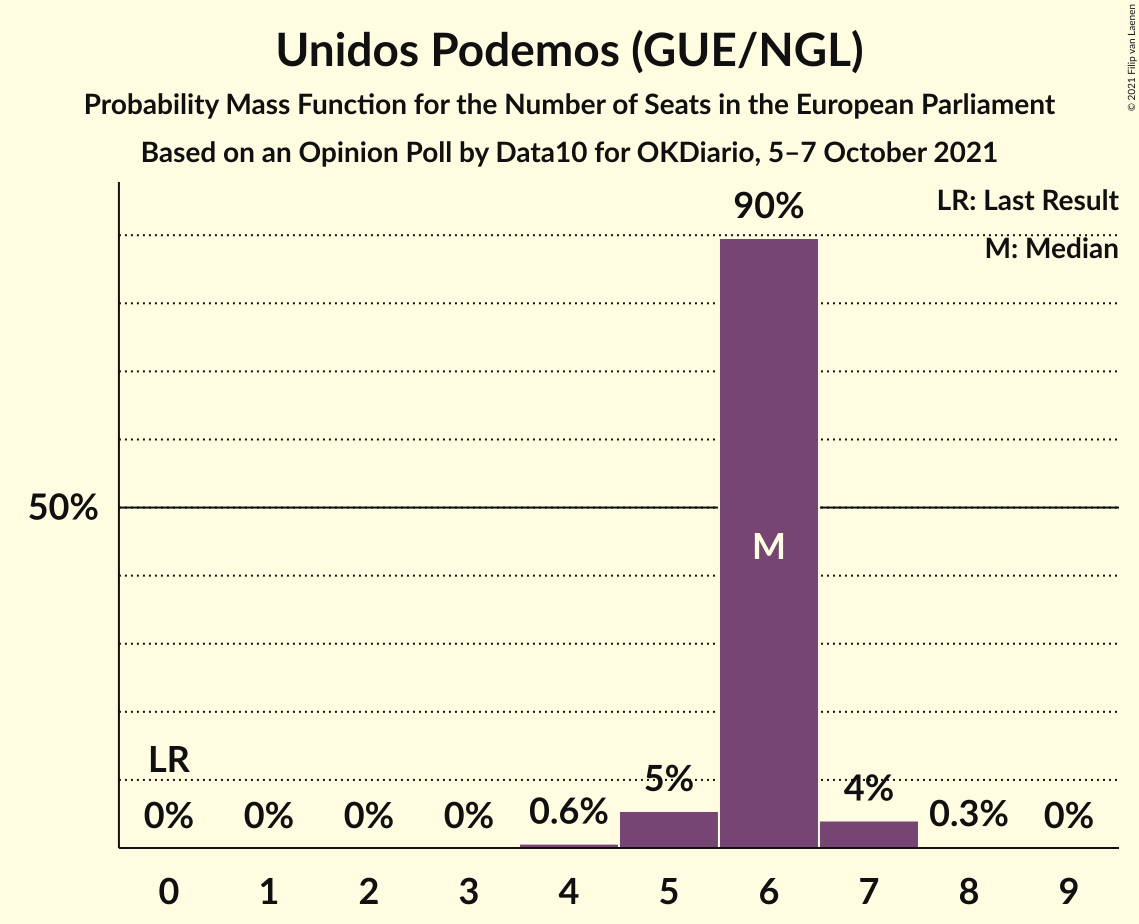 Unidos Podemos (GUE/NGL)
Probability Mass Function for the Number of Seats in the European Parliament
Based on an Opinion Poll by Data10 for OKDiario, 5–7 October 2021
© 2021 Filip van Laenen
LR: Last Result
M: Median
90%
50%
M
LR
0%
0%
0%
0%
0.6%
5%
4%
0.3%
0%
0 1 2 3 4 5 6 7 8 9